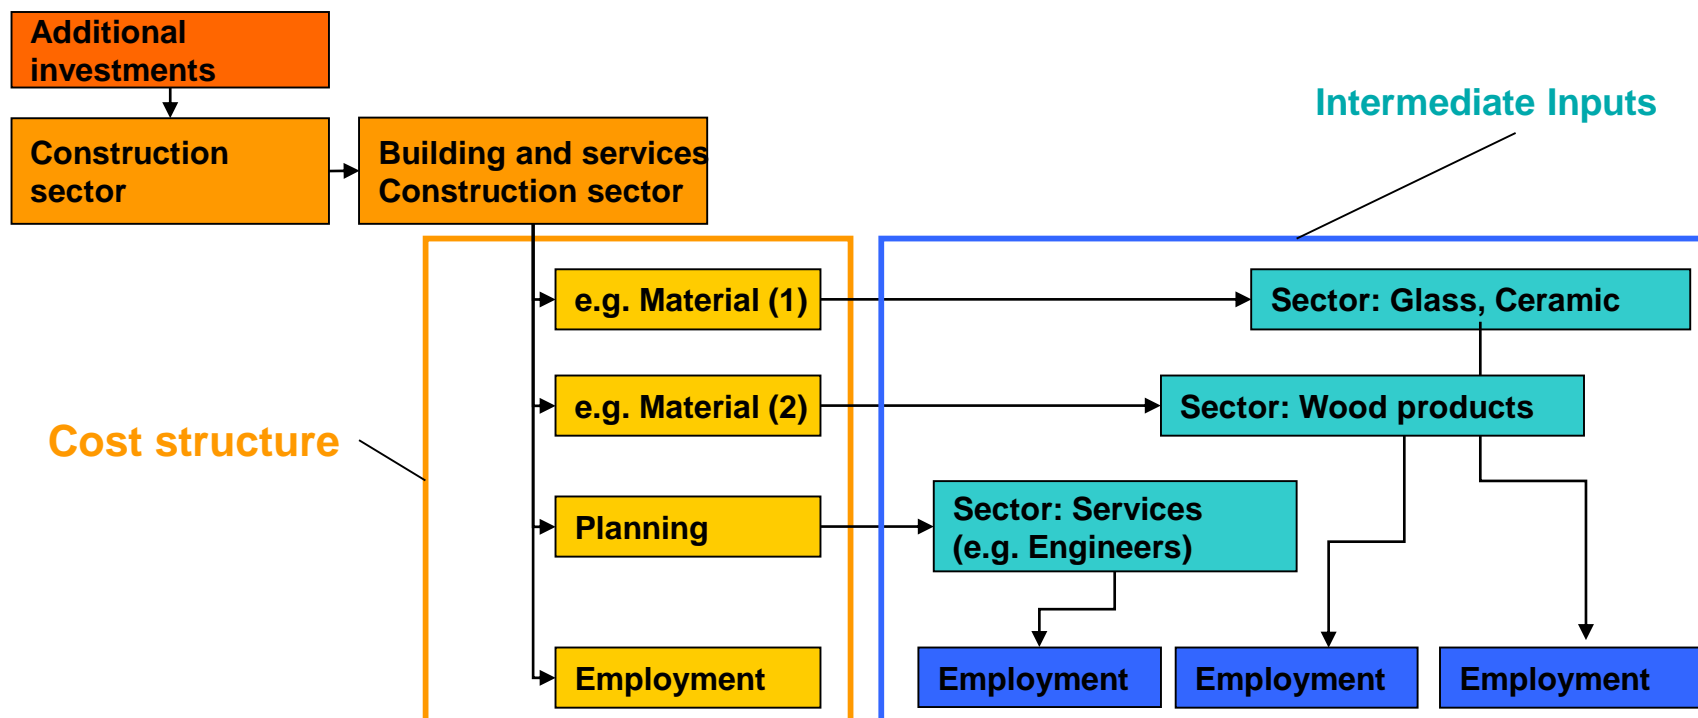 Additional
investments
Intermediate Inputs
Construction
sector
Building and services
Construction sector
e.g. Material (1)
Sector: Glass, Ceramic
e.g. Material (2)
Sector: Wood products
Cost structure
Planning
Sector: Services
(e.g. Engineers)
Employment
Employment
Employment
Employment